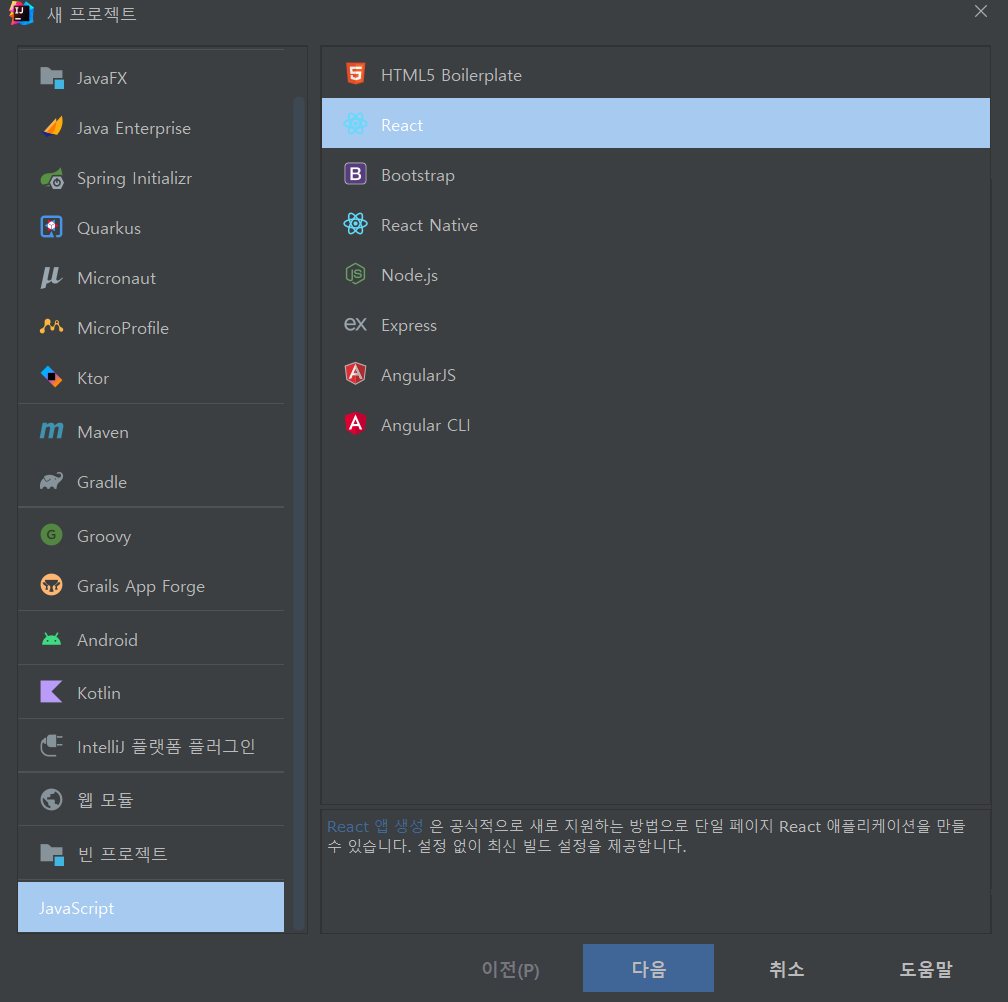 새 프로젝트
JavaFX
Java Enterprise
Spring Initializr
Quarkus
Micronaut
MicroProfile
Ktor
Maven
Gradle
Groovy
Grails App Forge
Android
Kotlin
IntelliJ 플랫폼 플러그인
웹 모듈
빈 프로젝트
JavaScript
HTML5 Boilerplate
React
Bootstrap
React Native
Node.js
Express
AngularJS
Angular CLI
React 앱 생성 은 공식적으로 새로 지원하는 방법으로 단일 페이지 React 애플리케이션을 만들
수 있습니다. 설정 없이 최신 빌드 설정을 제공합니다.
이전(P) 다음 취소 도움말